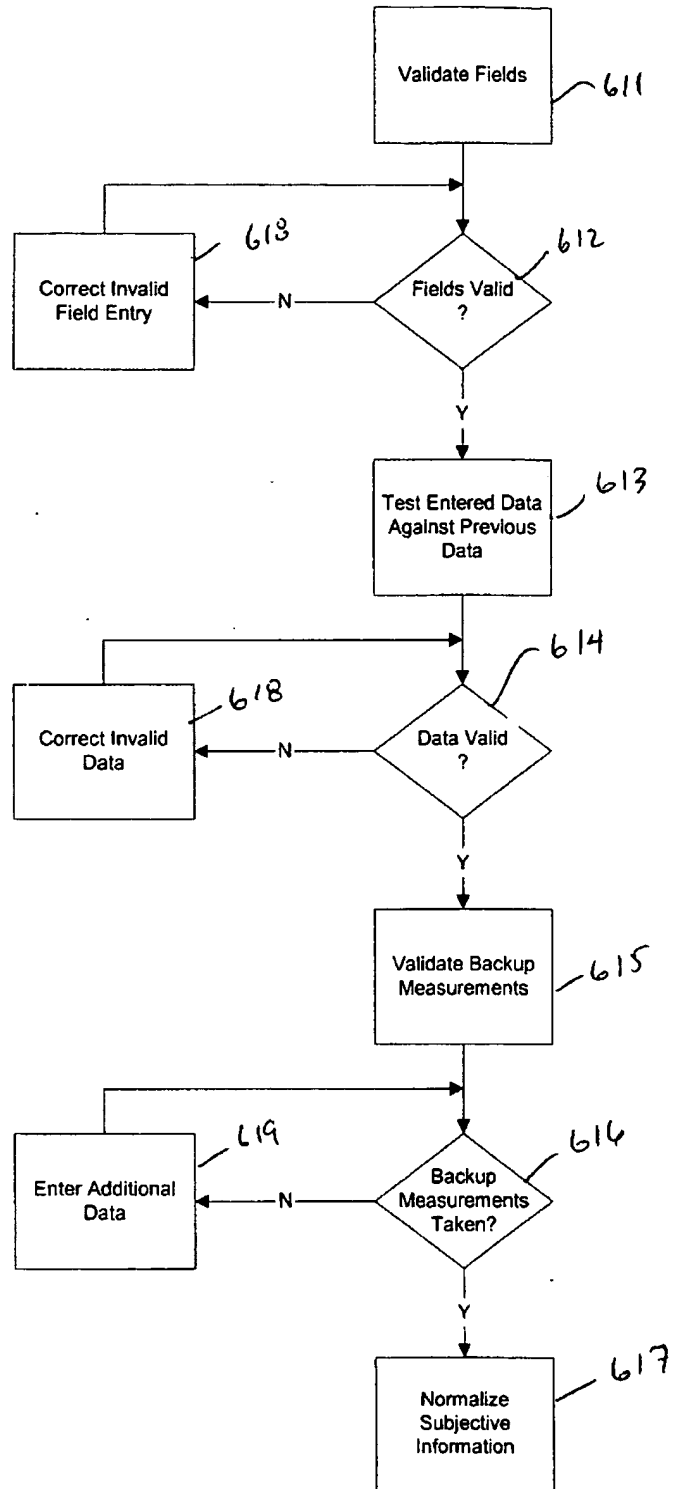 Validate Fields
611
618
612
Correct Invalid
Field Entry
N
Fields Valid
?
Y
613
Test Entered Data
Against Previous
Data
614
618
Correct Invalid
Data
N
Data Valid
?
Y
Validate Backup
Measurements
615
619
616
Enter Additional
Data
N
Backup
Measurements
Taken?
Y
617
Normalize
Subjective
Information